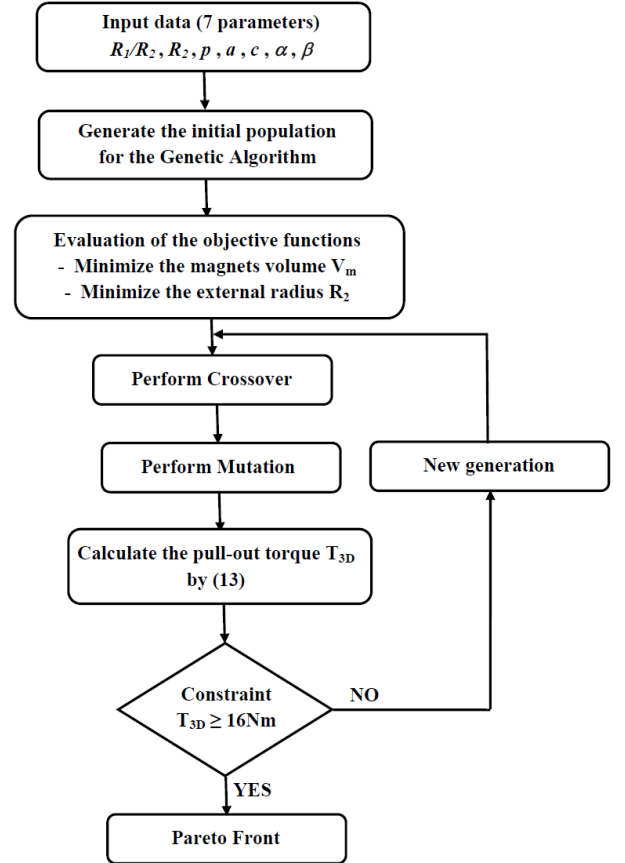 Input data (7 parameters)
R₁/R₂ , R₂, p , a , c , α , β
Generate the initial population
for the Genetic Algorithm
Evaluation of the objective functions
- Minimize the magnets volume Vₘ
- Minimize the external radius R₂
Perform Crossover
Perform Mutation
New generation
Calculate the pull-out torque T₃D
by (13)
Constraint
T₃D ≥ 16Nm
NO
YES
Pareto Front